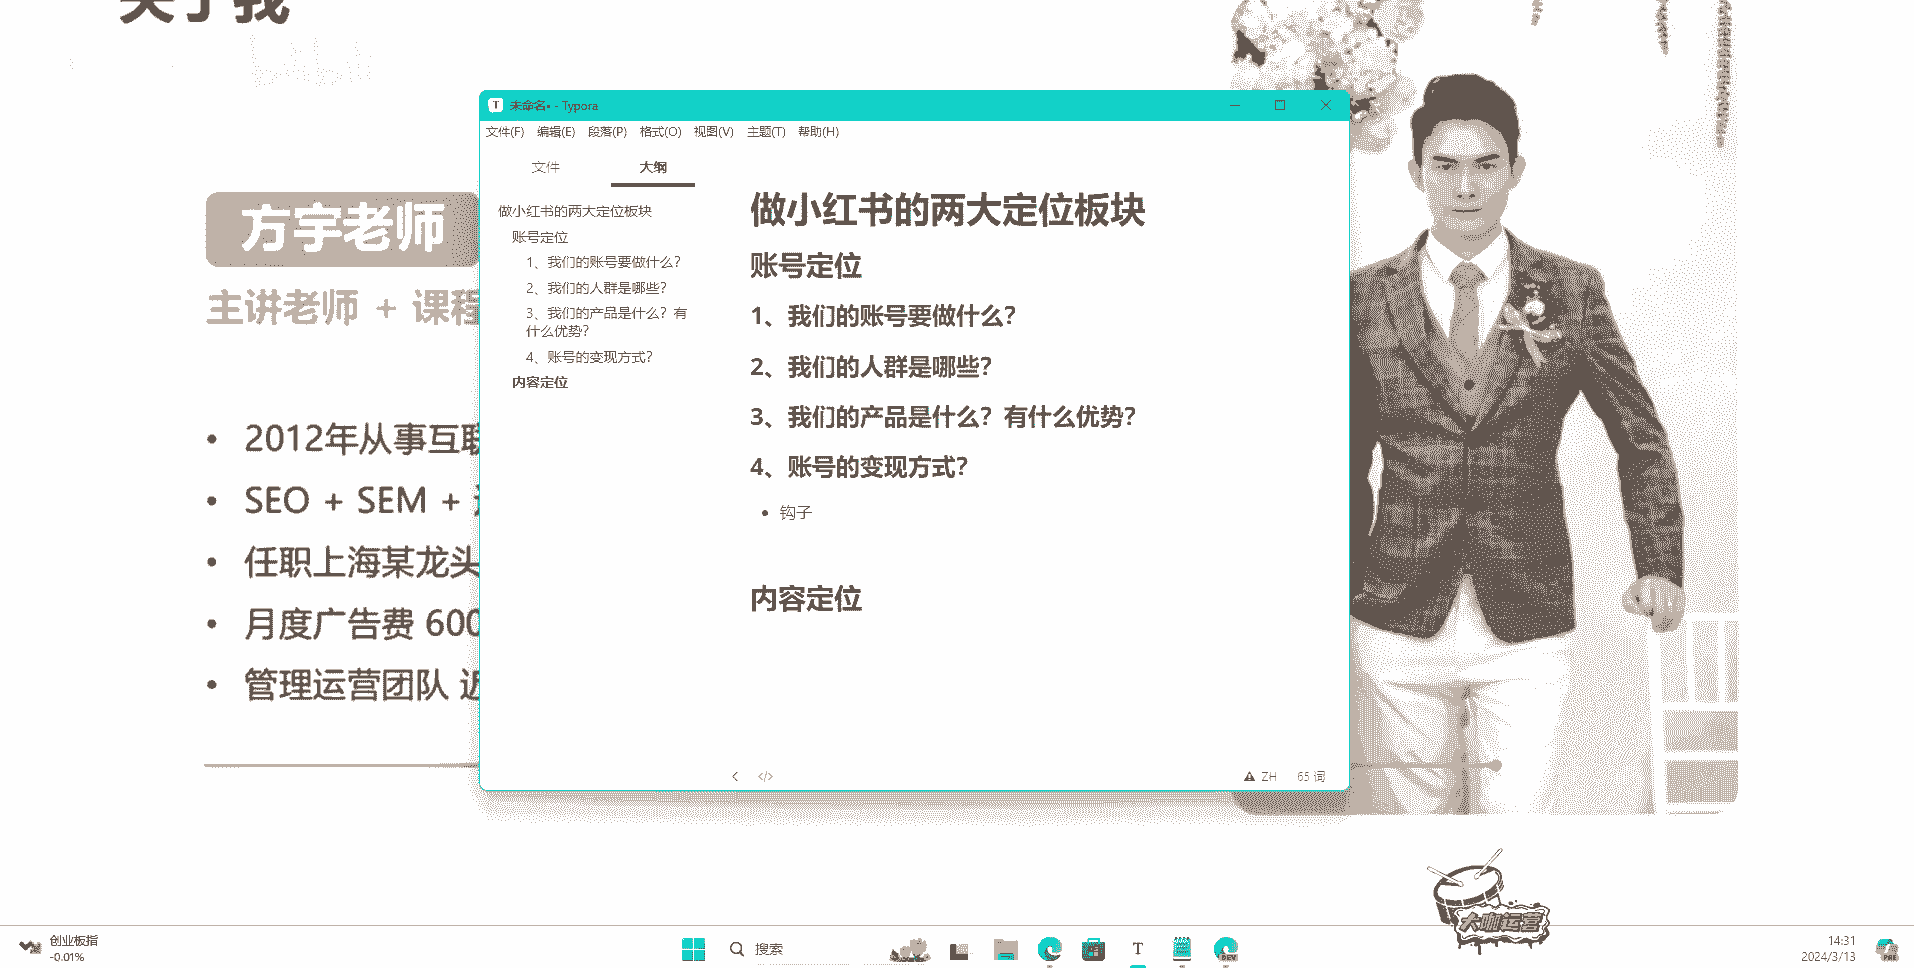 关于我
bilibili
未命名• - Typora
文件(F) 编辑(E) 段落(P) 格式(O) 视图(V) 主题(T) 帮助(H)
文件 大纲
做小红书的两大定位板块
账号定位
1、我们的账号要做什么？
2、我们的人群是哪些？
3、我们的产品是什么？有
什么优势？
4、账号的变现方式？
内容定位
做小红书的两大定位板块
账号定位
1、我们的账号要做什么？
2、我们的人群是哪些？
3、我们的产品是什么？有什么优势？
4、账号的变现方式？
• 钩子
内容定位
</> 
ZH 65 词
方宇老师
主讲老师 + 课程
• 2012年从事互联
• SEO + SEM +
• 任职上海某龙头
• 月度广告费 600
• 管理运营团队 近
大咖运营
创业板指
-0.01%
搜索
DEV
T
14:31
2024/3/13
PRE